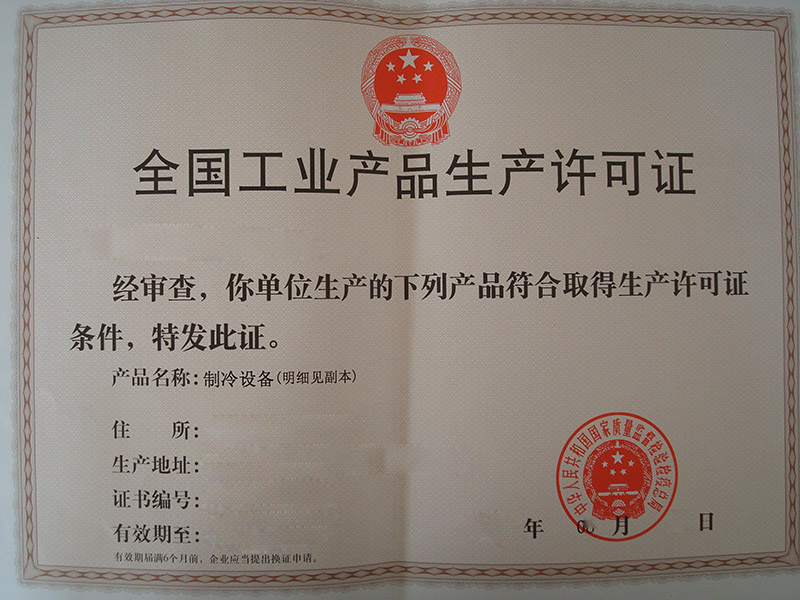 全国工业产品生产许可证
经审查，你单位生产的下列产品符合取得生产许可证
条件，特发此证。
产品名称：制冷设备(明细见副本)
住 所：
生产地址：
证书编号：
有效期至：
有效期届满6个月前，企业应当提出换证申请。
中华人民共和国国家质量监督检验检疫总局
年 月 日